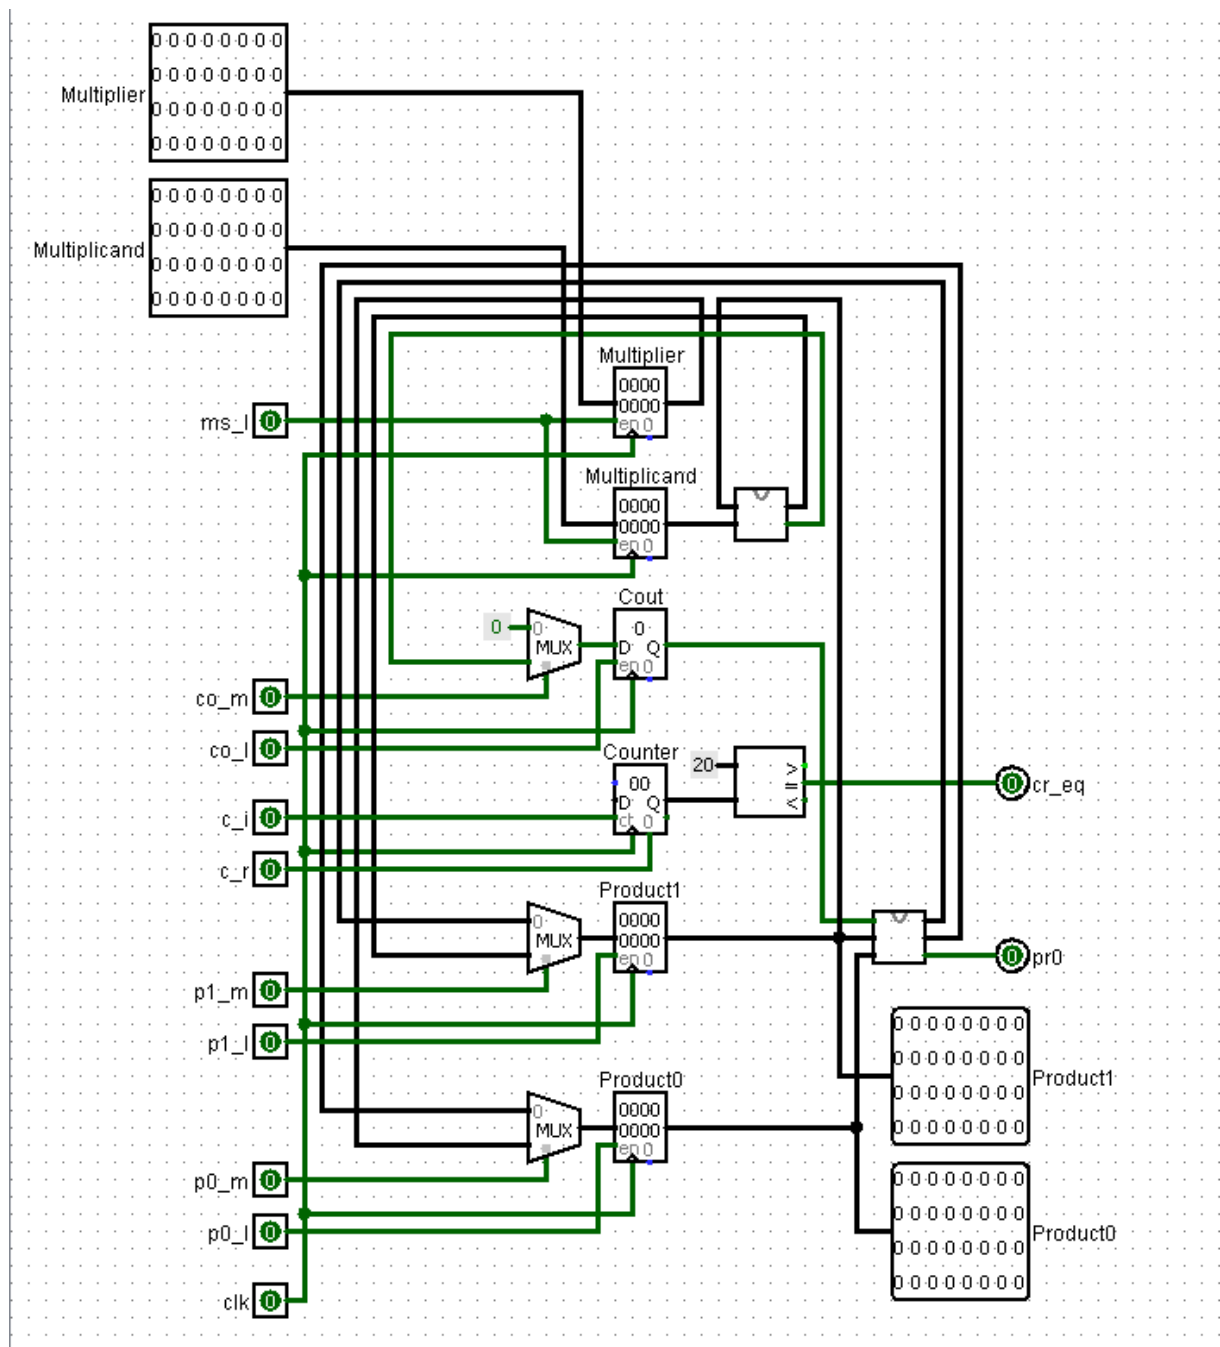 0 0 0 0 0 0 0 0
0 0 0 0 0 0 0 0
Multiplier
0 0 0 0 0 0 0 0
0 0 0 0 0 0 0 0
0 0 0 0 0 0 0 0
0 0 0 0 0 0 0 0
Multiplicand
0 0 0 0 0 0 0 0
0 0 0 0 0 0 0 0
Multiplier
0000
0000
ms_l 0
en 0
Multiplicand
0000
0000
en 0
Cout
0 0 0
MUX D Q
en 0
co_m 0
co_l 0
Counter
20 >
00 = 0 cr_eq
D Q <
c_i 0
ct 0
c_r 0
Product1
0 0000
MUX 0000
en 0 0 pr0
p1_m 0
p1_l 0
0 0 0 0 0 0 0 0
0 0 0 0 0 0 0 0
Product1
0 0 0 0 0 0 0 0
0 0 0 0 0 0 0 0
Product0
0 0000
MUX 0000
en 0
p0_m 0
p0_l 0
0 0 0 0 0 0 0 0
0 0 0 0 0 0 0 0
Product0
0 0 0 0 0 0 0 0
0 0 0 0 0 0 0 0
clk 0